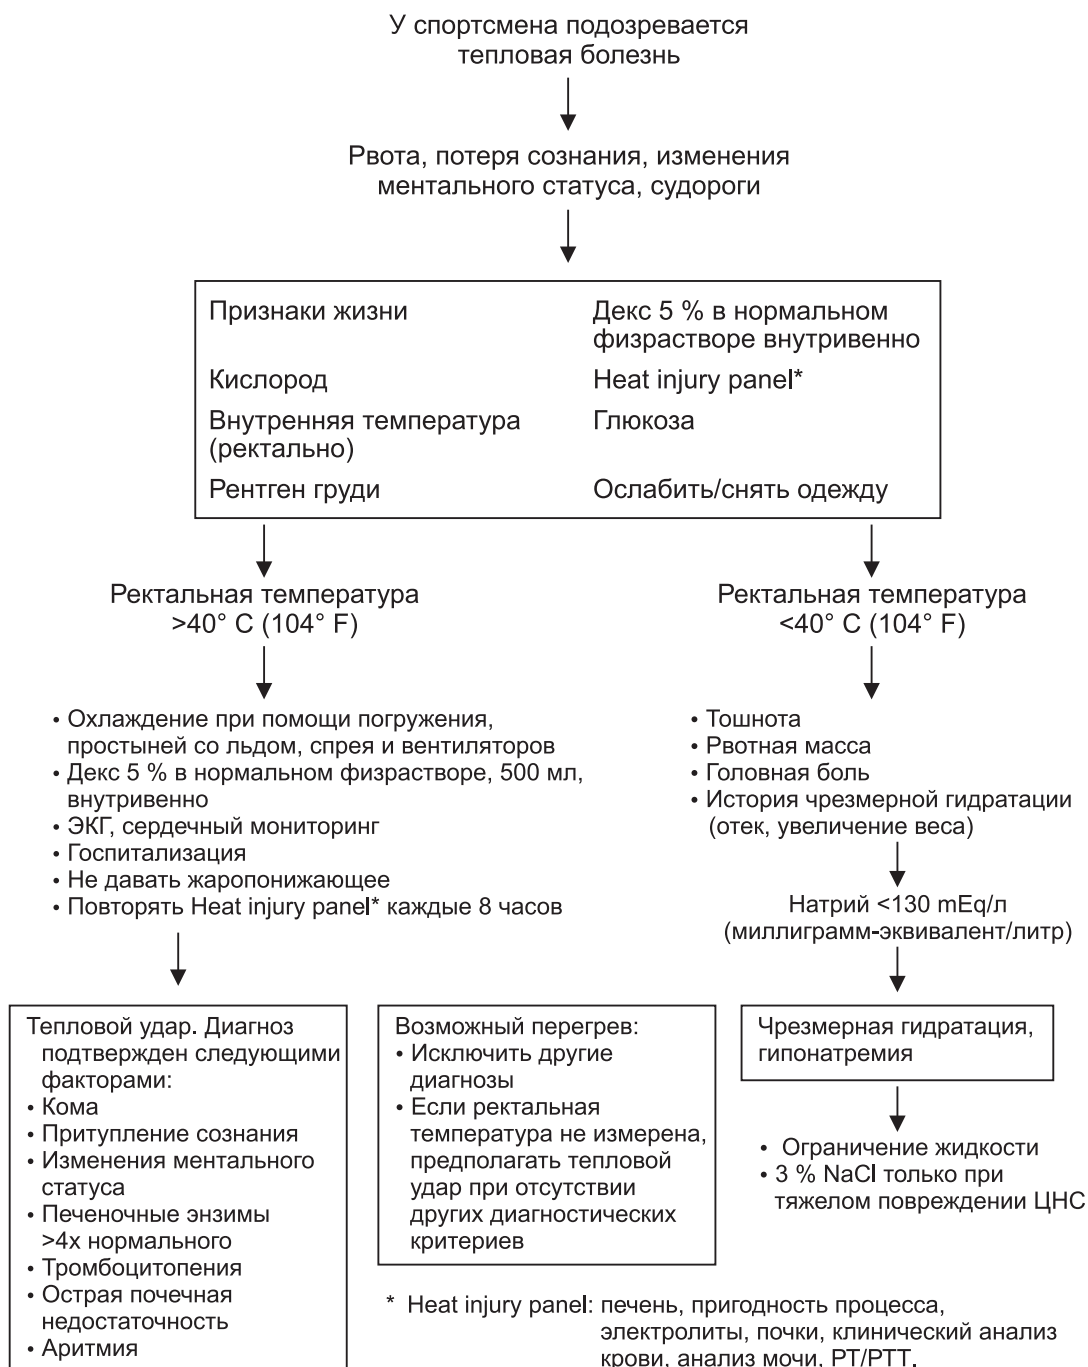 У спортсмена подозревается
тепловая болезнь
Рвота, потеря сознания, изменения
ментального статуса, судороги
Признаки жизни
Декс 5 % в нормальном
физрастворе внутривенно
Кислород
Heat injury panel*
Внутренняя температура
(ректально)
Глюкоза
Рентген груди
Ослабить/снять одежду
Ректальная температура
>40° C (104° F)
Ректальная температура
<40° C (104° F)
• Охлаждение при помощи погружения,
простыней со льдом, спрея и вентиляторов
• Декс 5 % в нормальном физрастворе, 500 мл,
внутривенно
• ЭКГ, сердечный мониторинг
• Госпитализация
• Не давать жаропонижающее
• Повторять Heat injury panel* каждые 8 часов
• Тошнота
• Рвотная масса
• Головная боль
• История чрезмерной гидратации
(отек, увеличение веса)
Натрий <130 mEq/л
(миллиграмм-эквивалент/литр)
Тепловой удар. Диагноз
подтвержден следующими
факторами:
• Кома
• Притупление сознания
• Изменения ментального
статуса
• Печеночные энзимы
>4x нормального
• Тромбоцитопения
• Острая почечная
недостаточность
• Аритмия
Возможный перегрев:
• Исключить другие
диагнозы
• Если ректальная
температура не измерена,
предполагать тепловой
удар при отсутствии
других диагностических
критериев
Чрезмерная гидратация,
гипонатремия
• Ограничение жидкости
• 3 % NaCl только при
тяжелом повреждении ЦНС
* Heat injury panel: печень, пригодность процесса,
электролиты, почки, клинический анализ
крови, анализ мочи, PT/PTT.